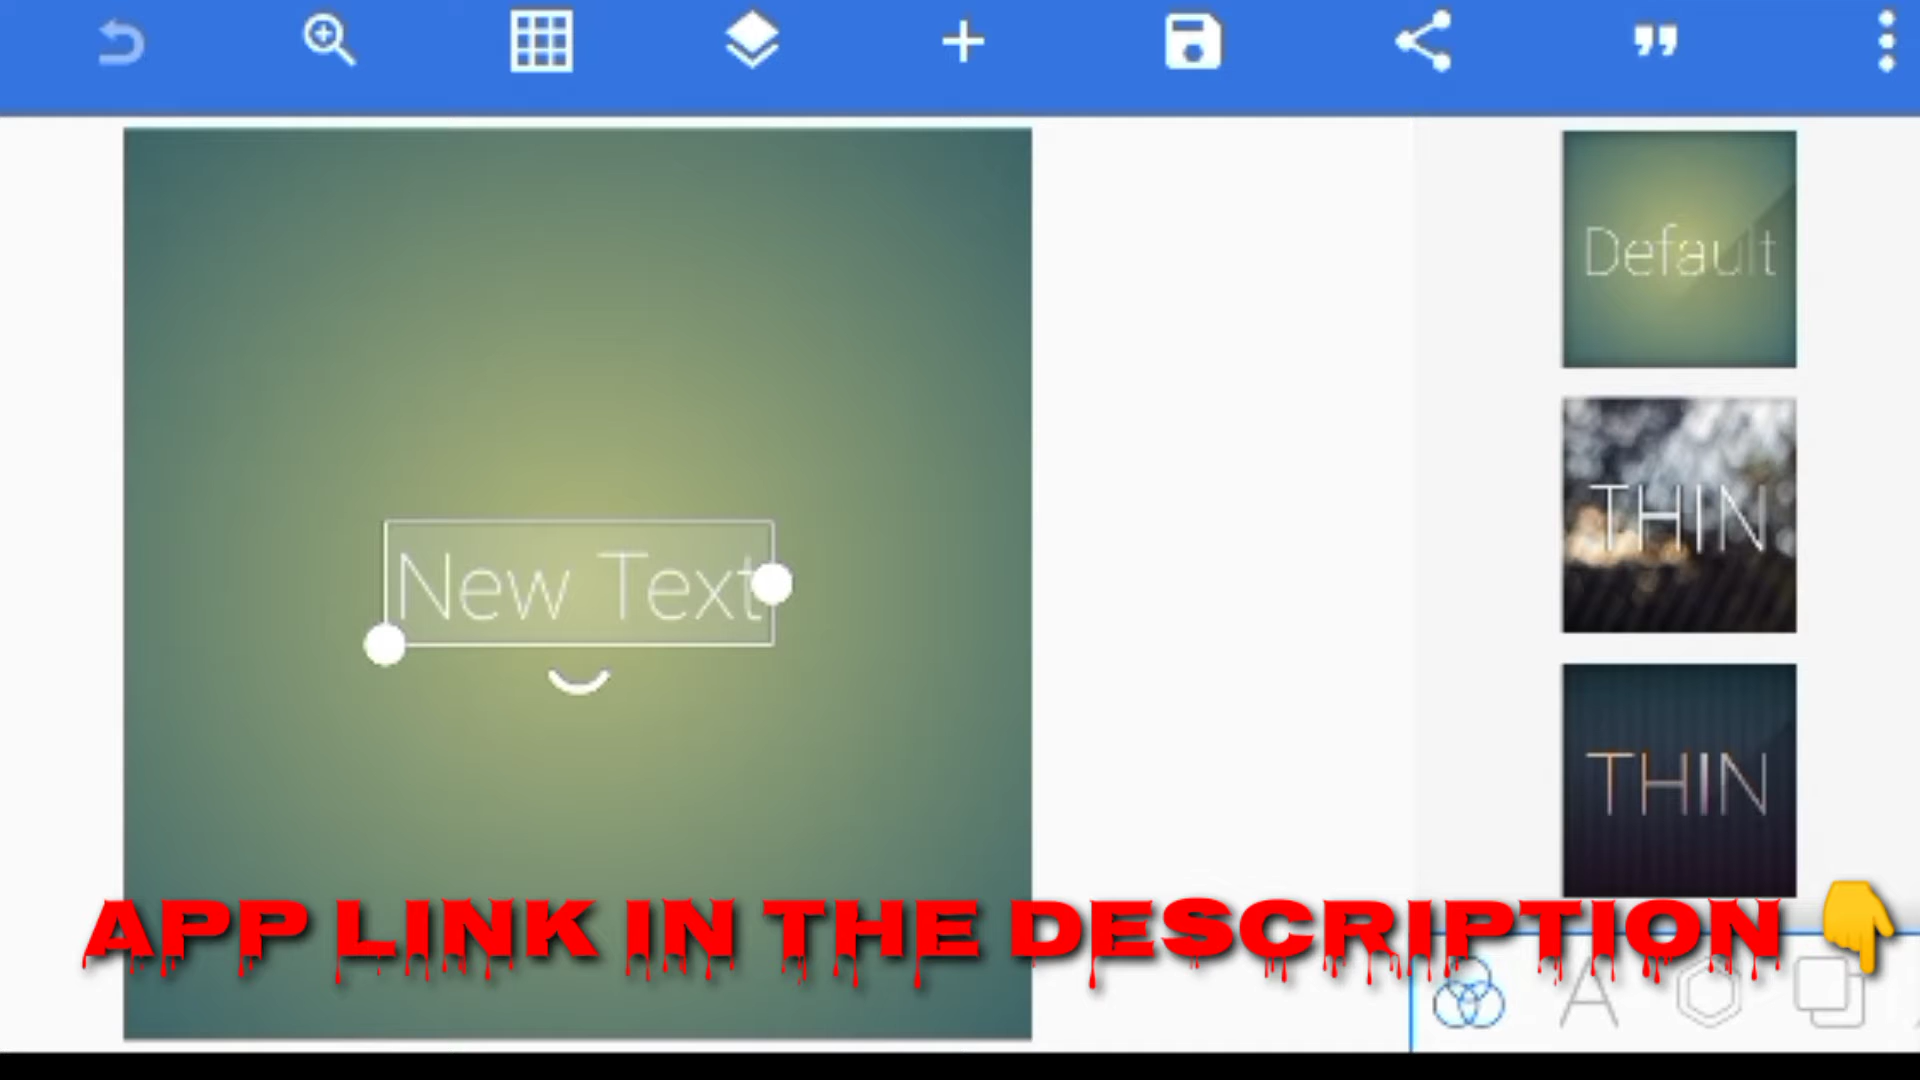 Default
New Text
THIN
THIN
APP LINK IN THE DESCRIPTION
A